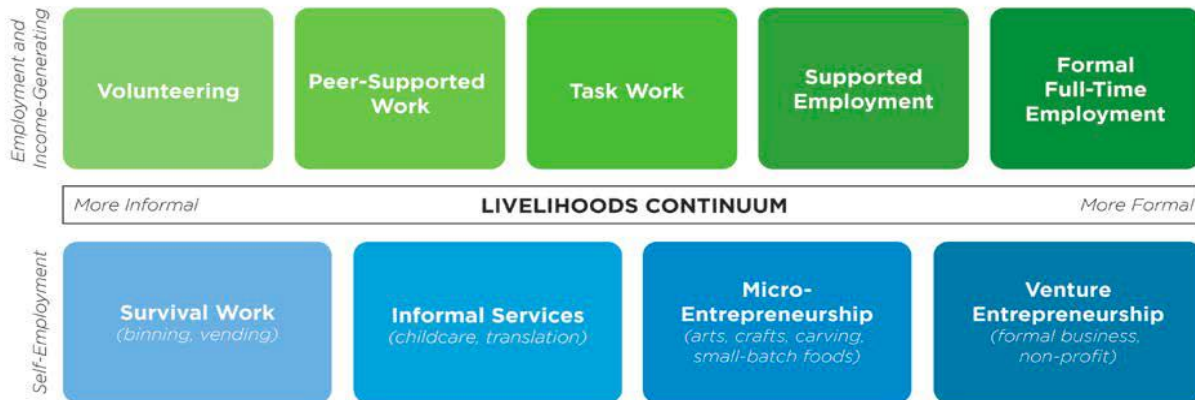 Employment and
Income-Generating
Volunteering
Peer-Supported
Work
Task Work
Supported
Employment
Formal
Full-Time
Employment
More Informal
LIVELIHOODS CONTINUUM
More Formal
Self-Employment
Survival Work
(binning, vending)
Informal Services
(childcare, translation)
Micro-
Entrepreneurship
(arts, crafts, carving,
small-batch foods)
Venture
Entrepreneurship
(formal business,
non-profit)